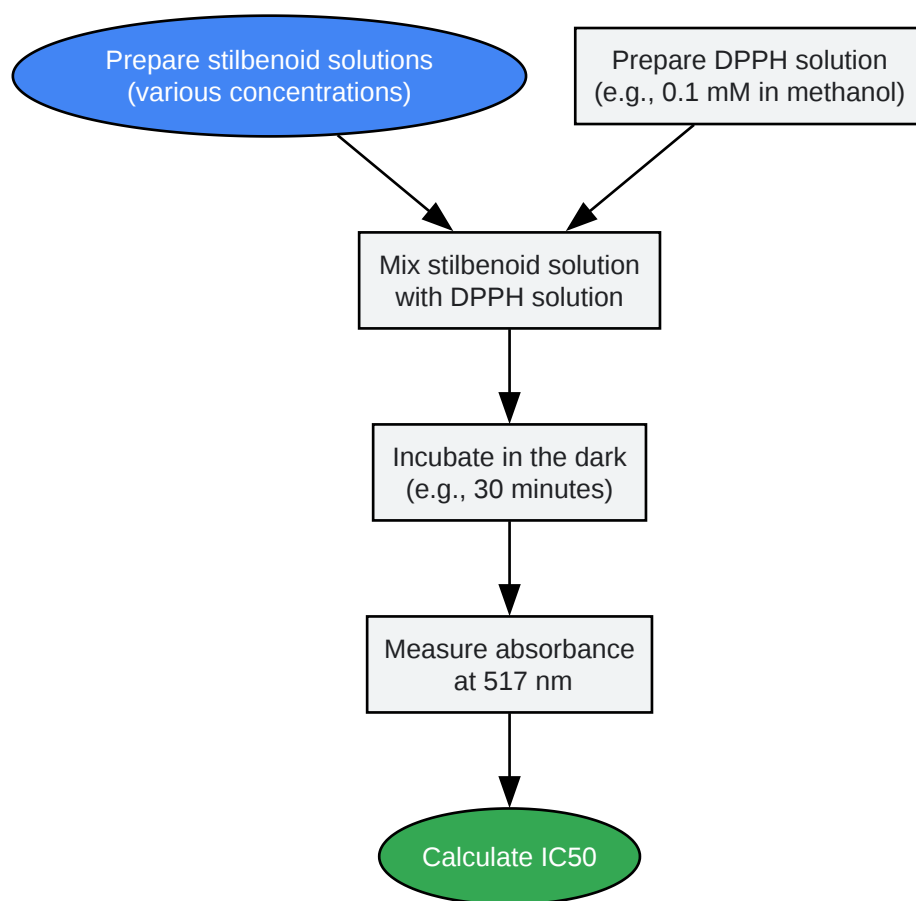 Prepare stilbenoid solutions
(various concentrations)
Prepare DPPH solution
(e.g., 0.1 mM in methanol)
Mix stilbenoid solution
with DPPH solution
Incubate in the dark
(e.g., 30 minutes)
Measure absorbance
at 517 nm
Calculate IC50